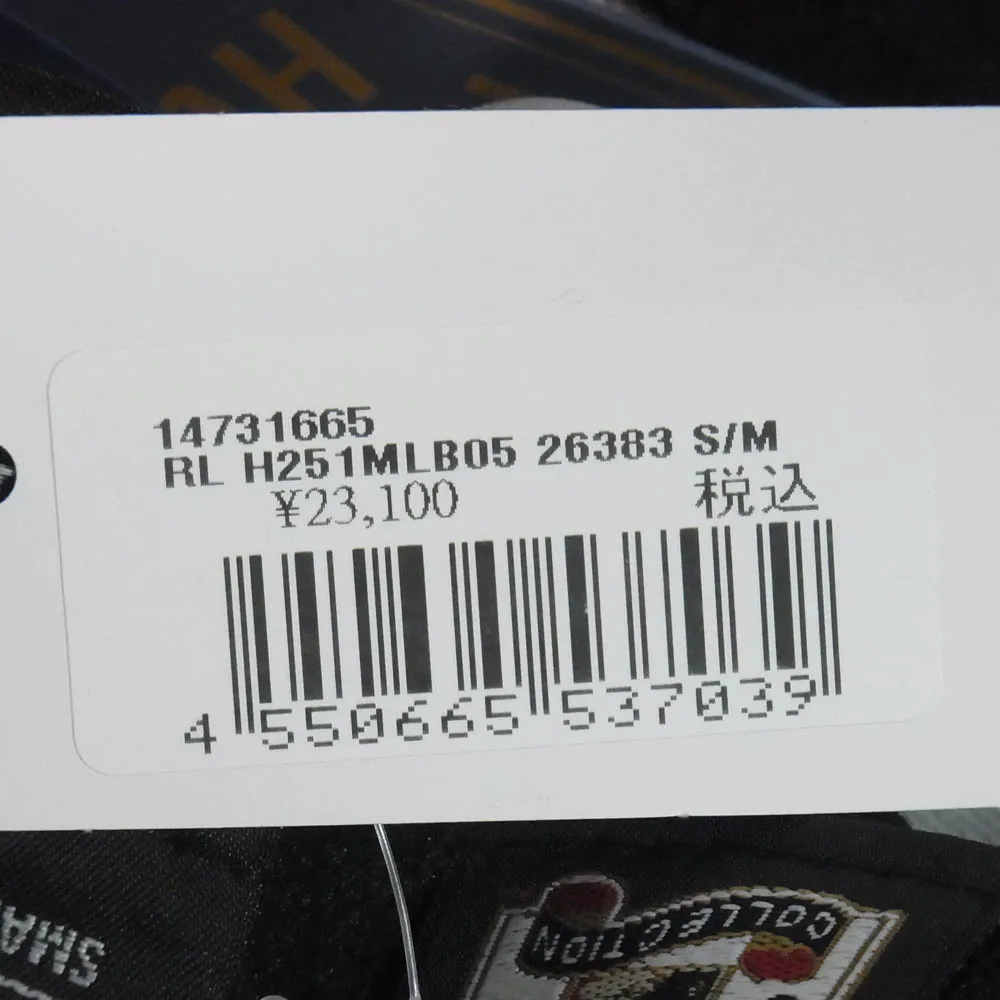 14731665
RL H251MLB05 26383 S/M
¥23,100 税込
4 550665 537039
COLLECTION